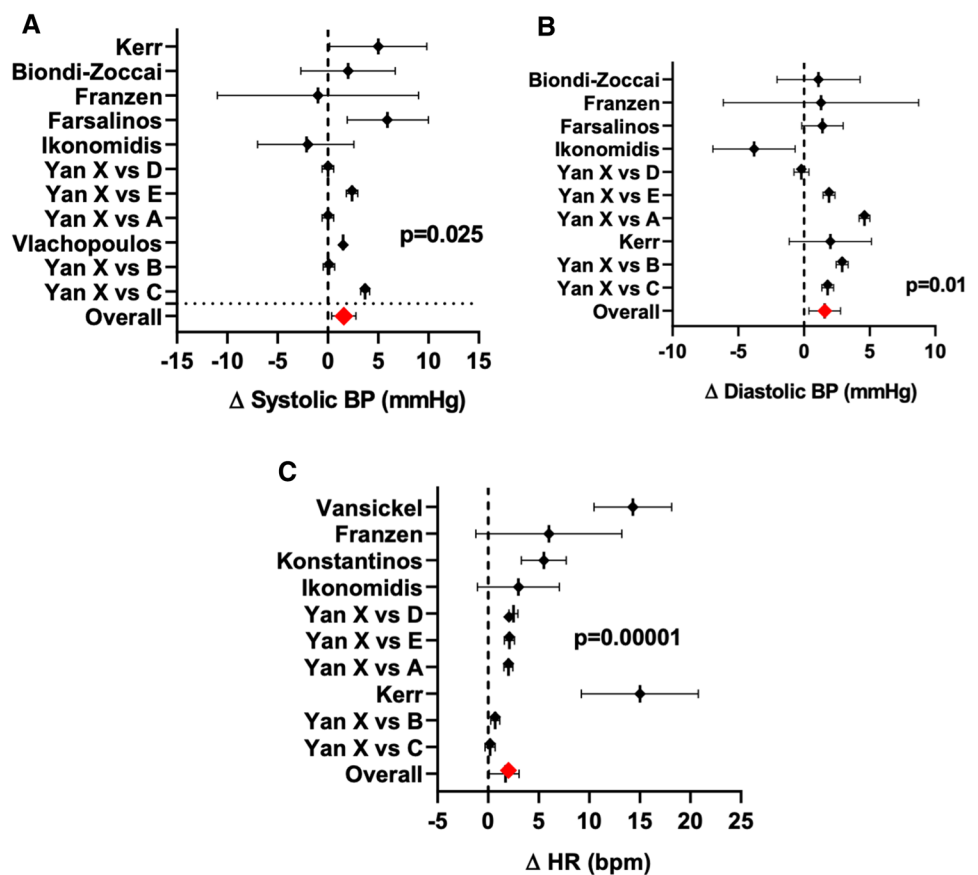 A
Kerr
Biondi-Zoccai
Franzen
Farsalinos
Ikonomidis
Yan X vs D
Yan X vs E
Yan X vs A
Vlachopoulos
Yan X vs B
Yan X vs C
Overall
p=0.025
-15 -10 -5 0 5 10 15
Δ Systolic BP (mmHg)
B
Biondi-Zoccai
Franzen
Farsalinos
Ikonomidis
Yan X vs D
Yan X vs E
Yan X vs A
Kerr
Yan X vs B
Yan X vs C
Overall
p=0.01
-10 -5 0 5 10
Δ Diastolic BP (mmHg)
C
Vansickel
Franzen
Konstantinos
Ikonomidis
Yan X vs D
Yan X vs E
Yan X vs A
Kerr
Yan X vs B
Yan X vs C
Overall
p=0.00001
-5 0 5 10 15 20 25
Δ HR (bpm)